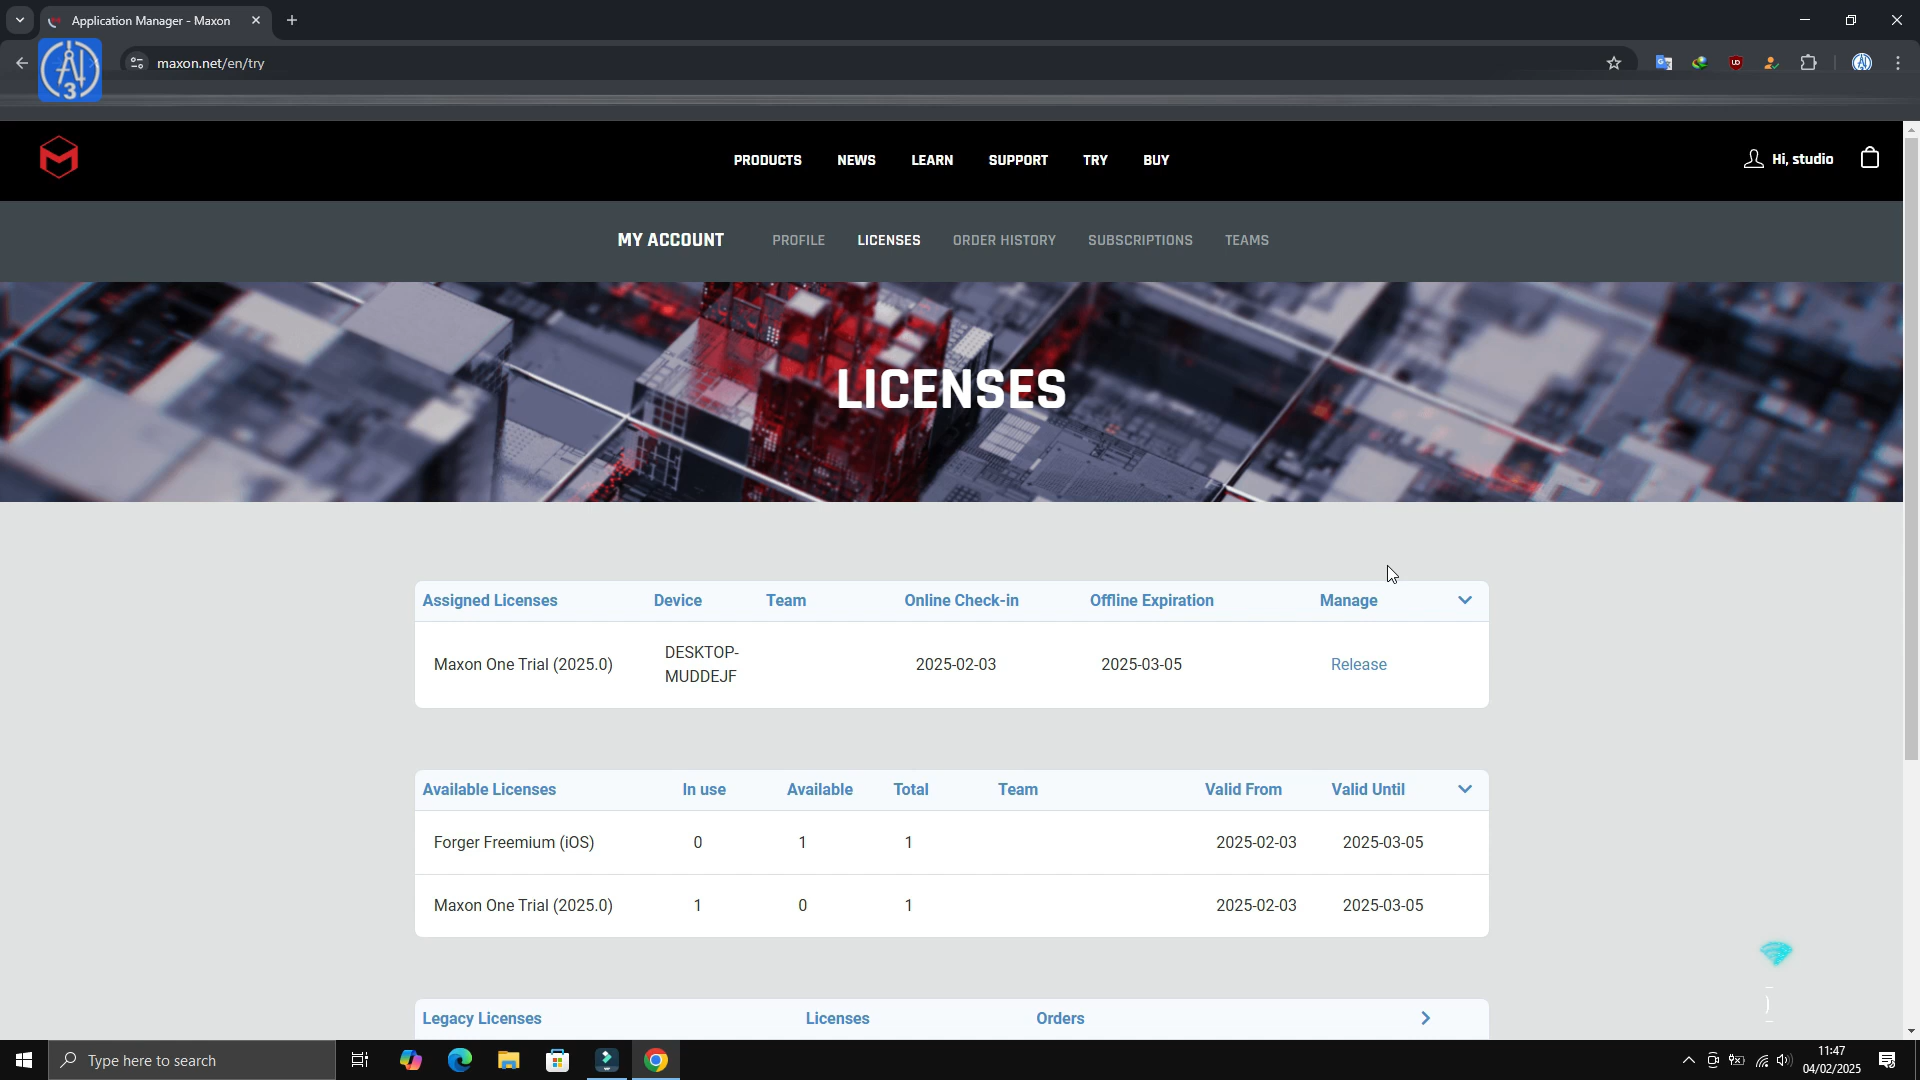 Application Manager - Maxon
maxon.net/en/try
3
PRODUCTS NEWS LEARN SUPPORT TRY BUY
Hi, studio
MY ACCOUNT PROFILE LICENSES ORDER HISTORY SUBSCRIPTIONS TEAMS
LICENSES
Assigned Licenses Device Team Online Check-in Offline Expiration Manage
Maxon One Trial (2025.0) DESKTOP-MUDDEJF 2025-02-03 2025-03-05 Release
Available Licenses In use Available Total Team Valid From Valid Until
Forger Freemium (iOS) 0 1 1 2025-02-03 2025-03-05
Maxon One Trial (2025.0) 1 0 1 2025-02-03 2025-03-05
Legacy Licenses Licenses Orders
Type here to search
11:47
04/02/2025